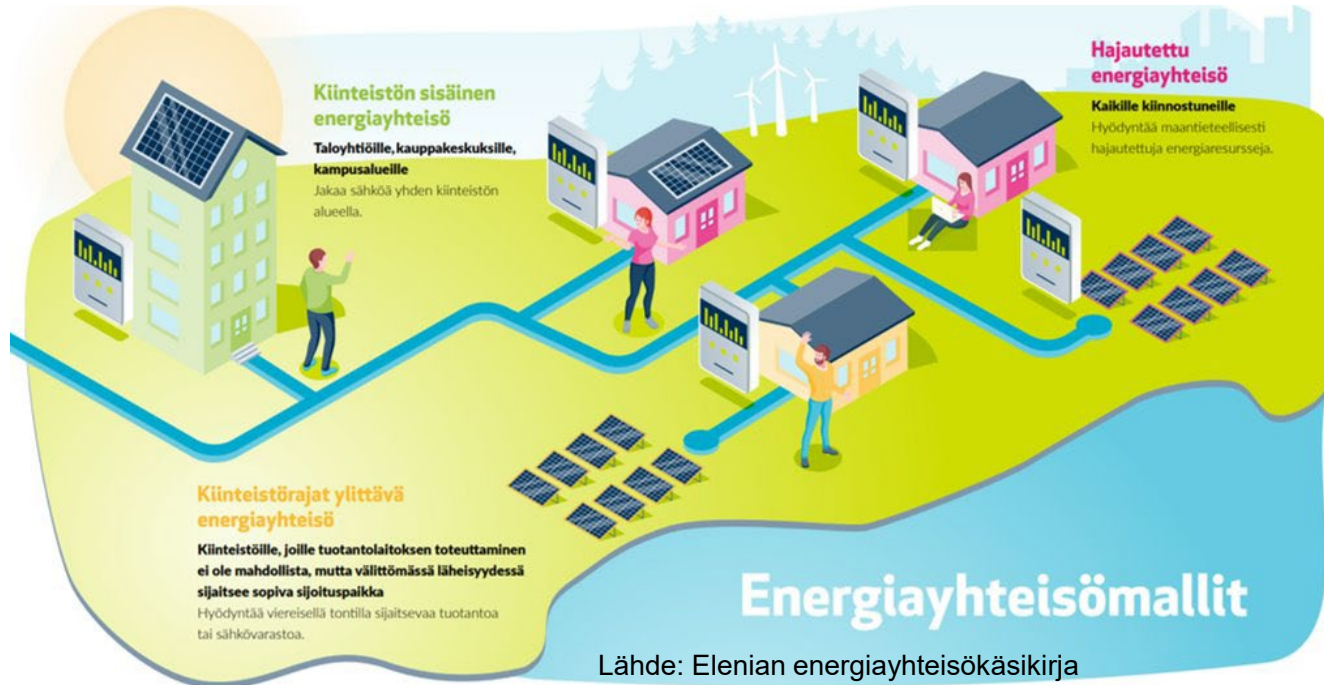 Kiinteistön sisäinen
energiayhteisö
Taloyhtiöille, kauppakeskuksille,
kampusalueille
Jakaa sähköä yhden kiinteistön
alueella.
Hajautettu
energiayhteisö
Kaikille kiinnostuneille
Hyödyntää maantieteellisesti
hajautettuja energiaresursseja.
Kiinteistörajat ylittävä
energiayhteisö
Kiinteistöille, joille tuotantolaitoksen toteuttaminen
ei ole mahdollista, mutta välittömässä läheisyydessä
sijaitsee sopiva sijoituspaikka
Hyödyntää viereisellä tontilla sijaitsevaa tuotantoa
tai sähkövarastoa.
Energiayhteisömallit
Lähde: Elenian energiayhteisökäsikirja